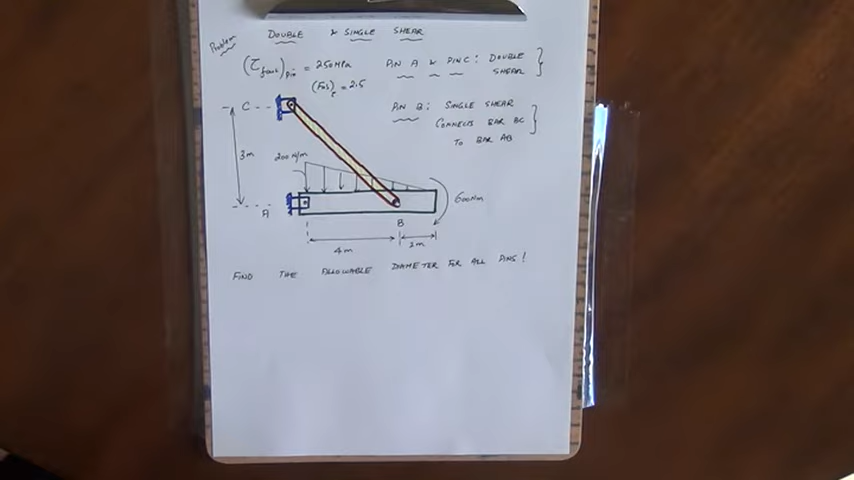 Problem
DOUBLE & SINGLE SHEAR
(τfail)pin = 250MPa
(FoS)τ = 2.5
PIN A & PIN C: DOUBLE SHEAR
PIN B: SINGLE SHEAR
CONNECTS BAR BC
TO BAR AB
C
3m
200 N/m
A
600Nm
B
4m
2m
FIND THE ALLOWABLE DIAMETER FOR ALL PINS!